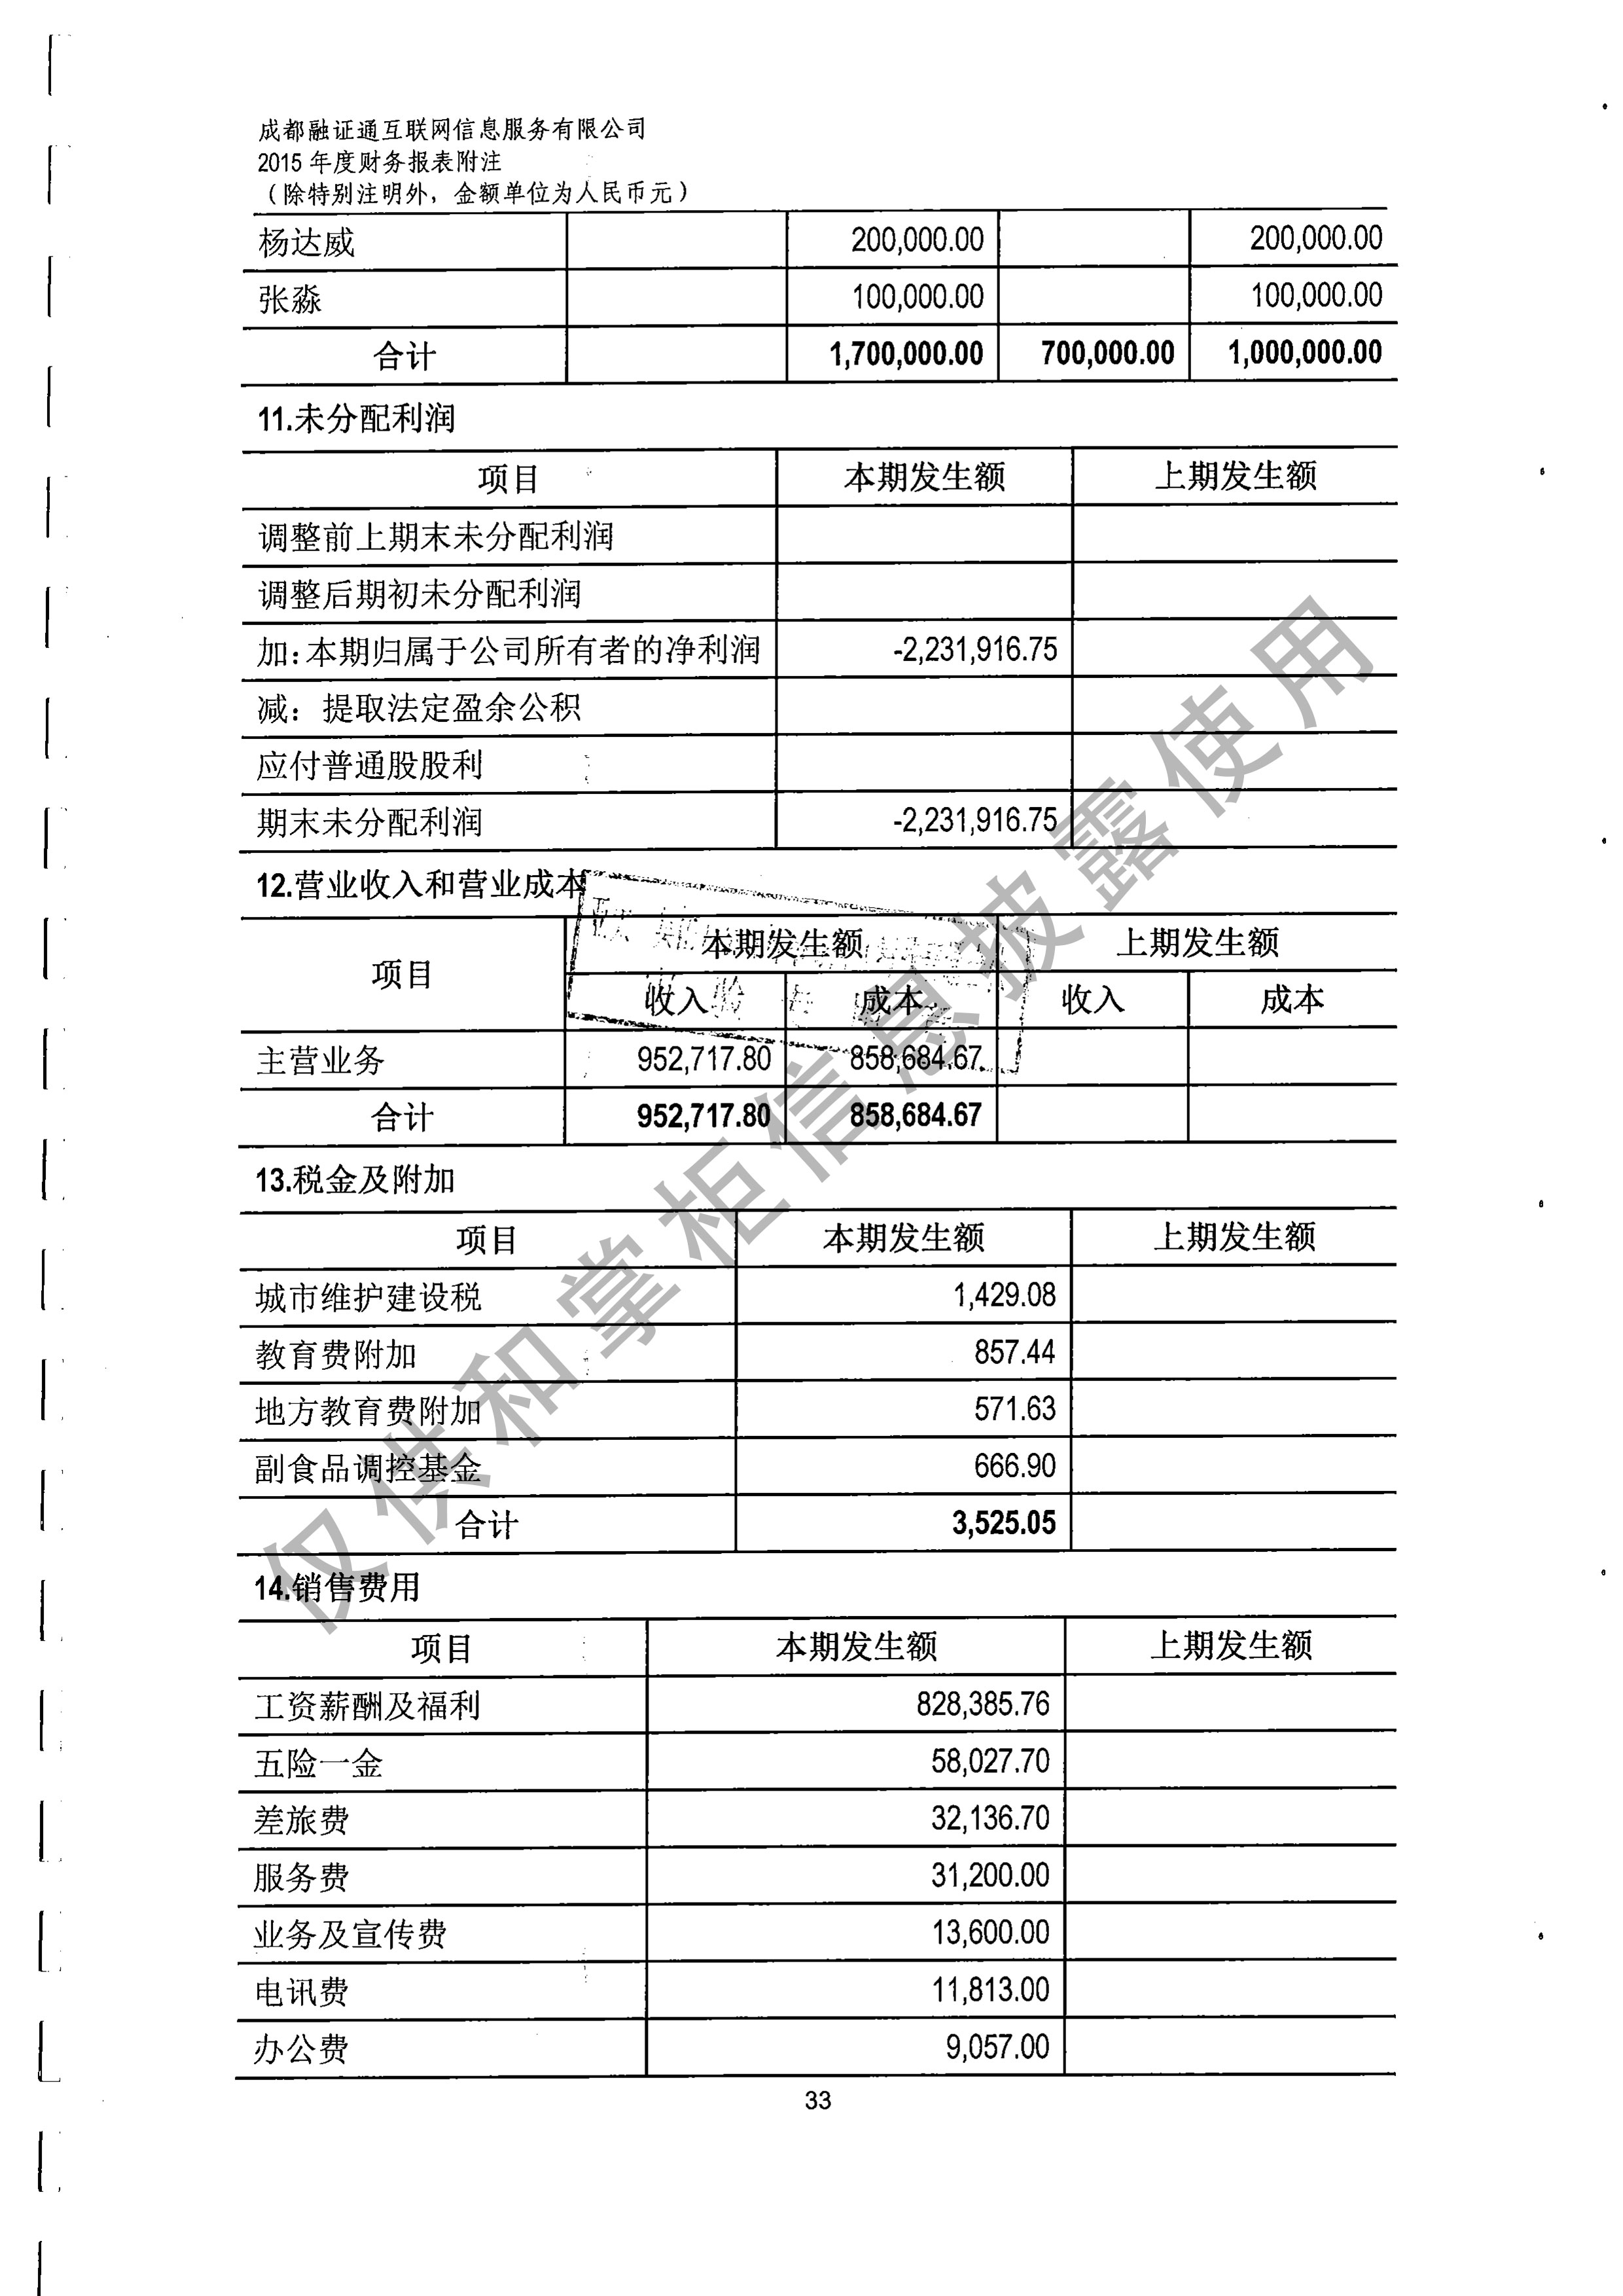 成都融证通互联网信息服务有限公司
2015 年度财务报表附注
（除特别注明外，金额单位为人民币元）
杨达威 200,000.00 200,000.00
张淼 100,000.00 100,000.00
合计 1,700,000.00 700,000.00 1,000,000.00
11.未分配利润
项目 本期发生额 上期发生额
调整前上期末未分配利润
调整后期初未分配利润
加：本期归属于公司所有者的净利润 -2,231,916.75
减：提取法定盈余公积
应付普通股股利
期末未分配利润 -2,231,916.75
12.营业收入和营业成本
项目 本期发生额 上期发生额
收入 成本 收入 成本
主营业务 952,717.80 858,684.67
合计 952,717.80 858,684.67
13.税金及附加
项目 本期发生额 上期发生额
城市维护建设税 1,429.08
教育费附加 857.44
地方教育费附加 571.63
副食品调控基金 666.90
合计 3,525.05
14.销售费用
项目 本期发生额 上期发生额
工资薪酬及福利 828,385.76
五险一金 58,027.70
差旅费 32,136.70
服务费 31,200.00
业务及宣传费 13,600.00
电讯费 11,813.00
办公费 9,057.00
33
仅供和掌柜信息披露使用